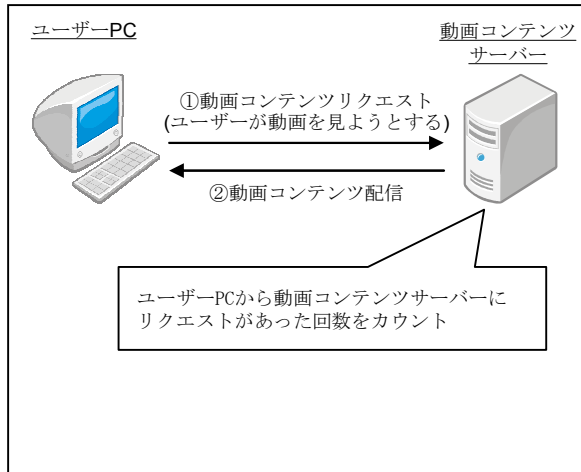 ユーザーPC
動画コンテンツ
サーバー
①動画コンテンツリクエスト
(ユーザーが動画を見ようとする)
②動画コンテンツ配信
ユーザーPCから動画コンテンツサーバーに
リクエストがあった回数をカウント